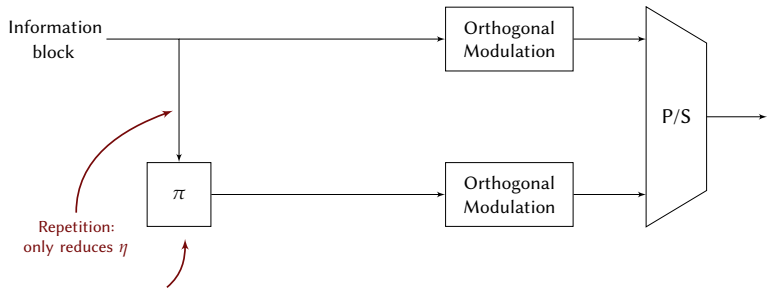 Information
block
Orthogonal
Modulation
P/S
π
Orthogonal
Modulation
Repetition:
only reduces η